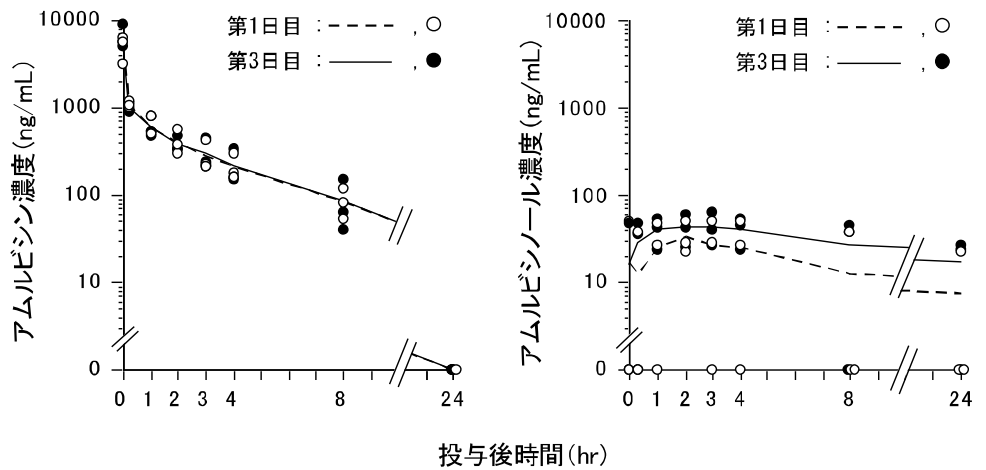 アムルビシン濃度(ng/mL)
10000
1000
100
10
0
第1日目 : ,
第3日目 : ,
0 1 2 3 4 8 24
アムルビシノール濃度(ng/mL)
10000
1000
100
10
0
第1日目 : ,
第3日目 : ,
0 1 2 3 4 8 24
投与後時間(hr)